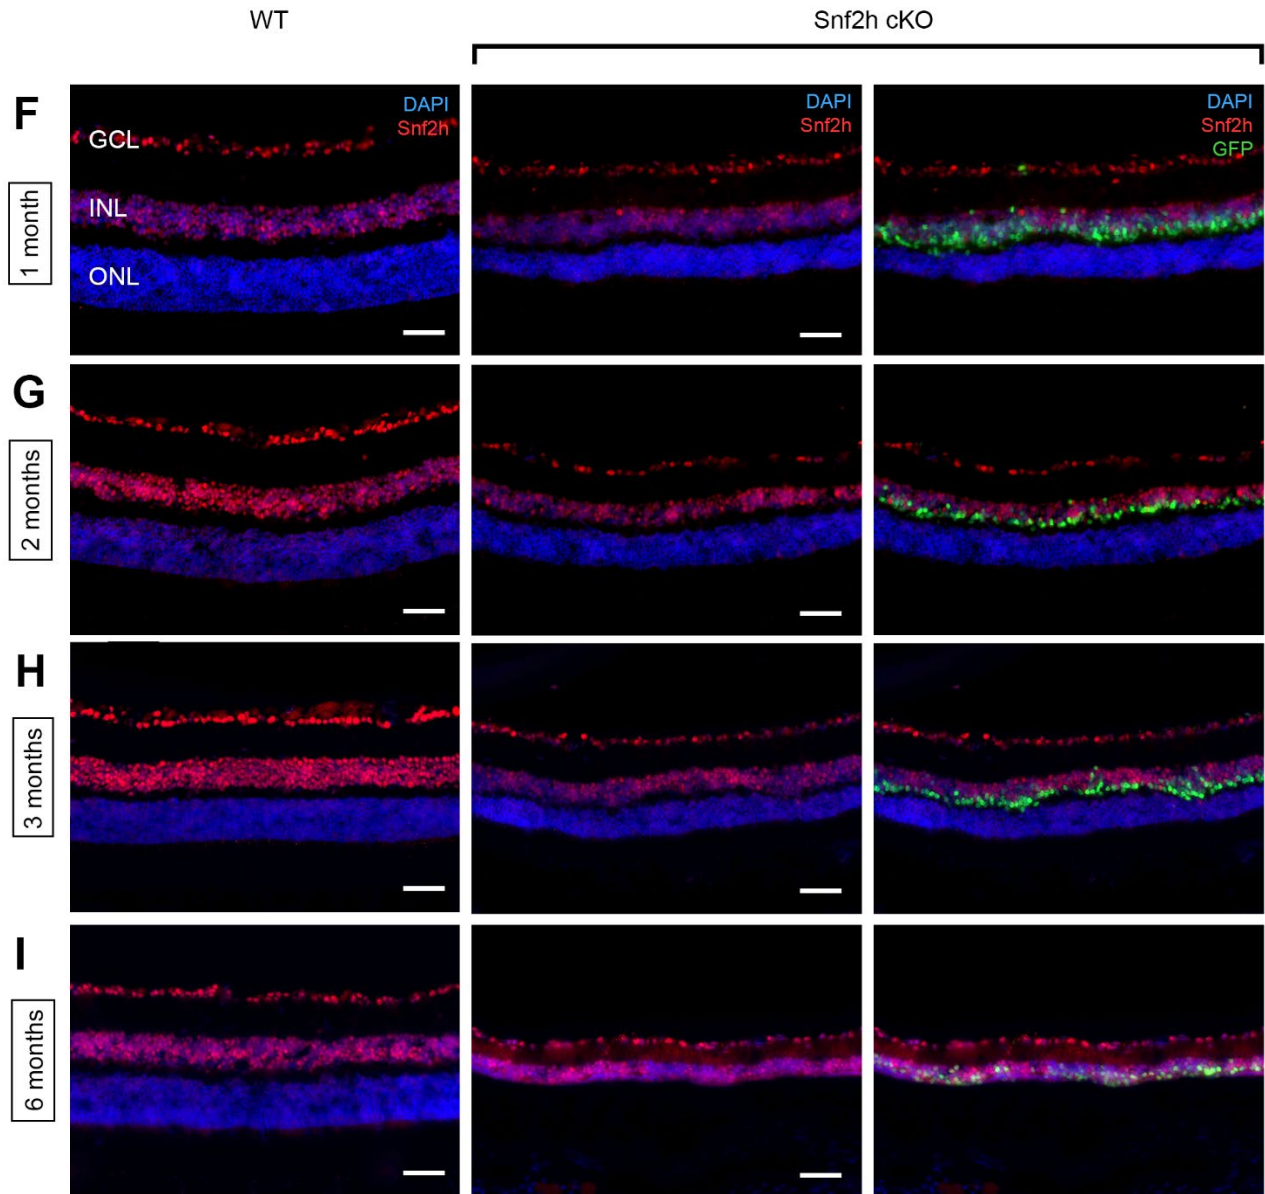 WT
Snf2h cKO
F
1 month
DAPI
Snf2h
GCL
INL
ONL
DAPI
Snf2h
DAPI
Snf2h
GFP
G
2 months
H
3 months
I
6 months